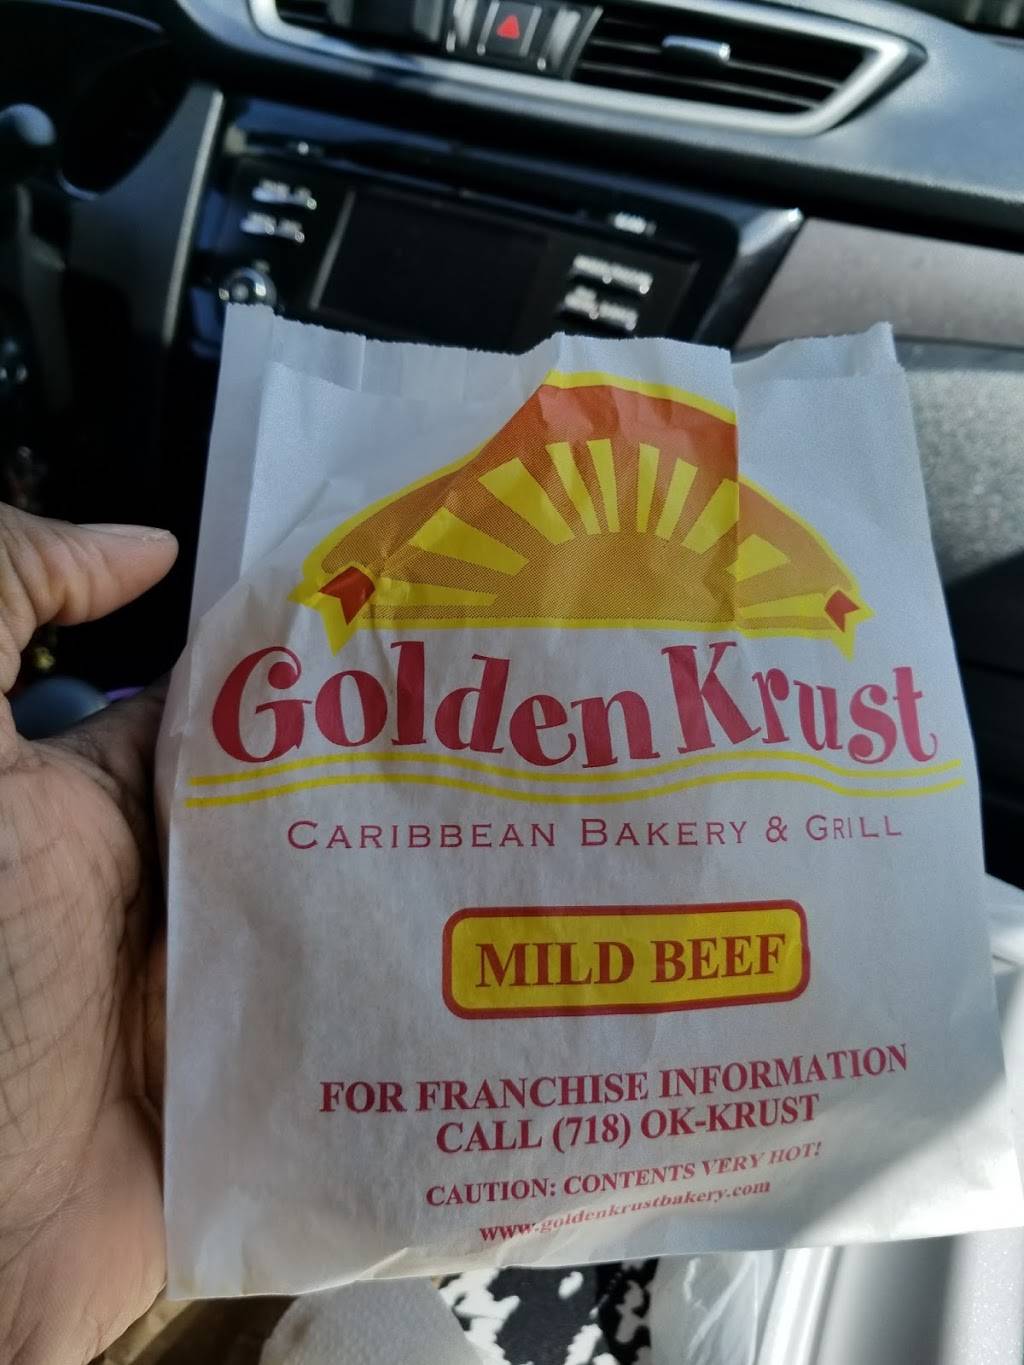 Golden Krust
CARIBBEAN BAKERY & GRILL
MILD BEEF
FOR FRANCHISE INFORMATION
CALL (718) OK-KRUST
CAUTION: CONTENTS VERY HOT!
www.goldenkrustbakery.com